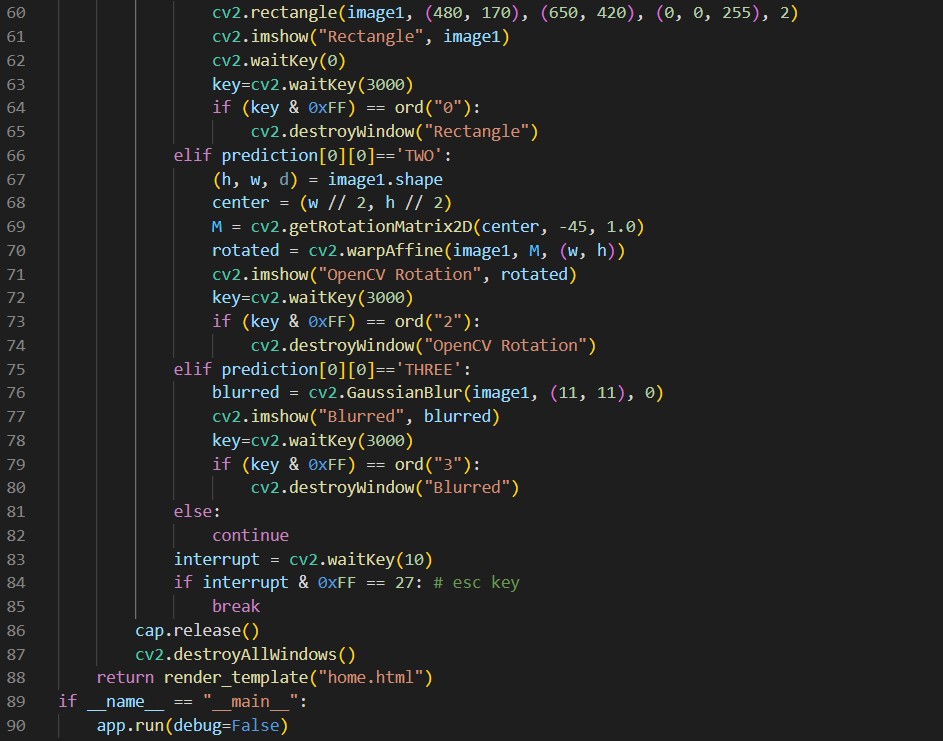 60 cv2.rectangle(image1, (480, 170), (650, 420), (0, 0, 255), 2)
61 cv2.imshow("Rectangle", image1)
62 cv2.waitKey(0)
63 key=cv2.waitKey(3000)
64 if (key & 0xFF) == ord("0"):
65 cv2.destroyWindow("Rectangle")
66 elif prediction[0][0]=='TWO':
67 (h, w, d) = image1.shape
68 center = (w // 2, h // 2)
69 M = cv2.getRotationMatrix2D(center, -45, 1.0)
70 rotated = cv2.warpAffine(image1, M, (w, h))
71 cv2.imshow("OpenCV Rotation", rotated)
72 key=cv2.waitKey(3000)
73 if (key & 0xFF) == ord("2"):
74 cv2.destroyWindow("OpenCV Rotation")
75 elif prediction[0][0]=='THREE':
76 blurred = cv2.GaussianBlur(image1, (11, 11), 0)
77 cv2.imshow("Blurred", blurred)
78 key=cv2.waitKey(3000)
79 if (key & 0xFF) == ord("3"):
80 cv2.destroyWindow("Blurred")
81 else:
82 continue
83 interrupt = cv2.waitKey(10)
84 if interrupt & 0xFF == 27: # esc key
85 break
86 cap.release()
87 cv2.destroyAllWindows()
88 return render_template("home.html")
89 if __name__ == "__main__":
90 app.run(debug=False)